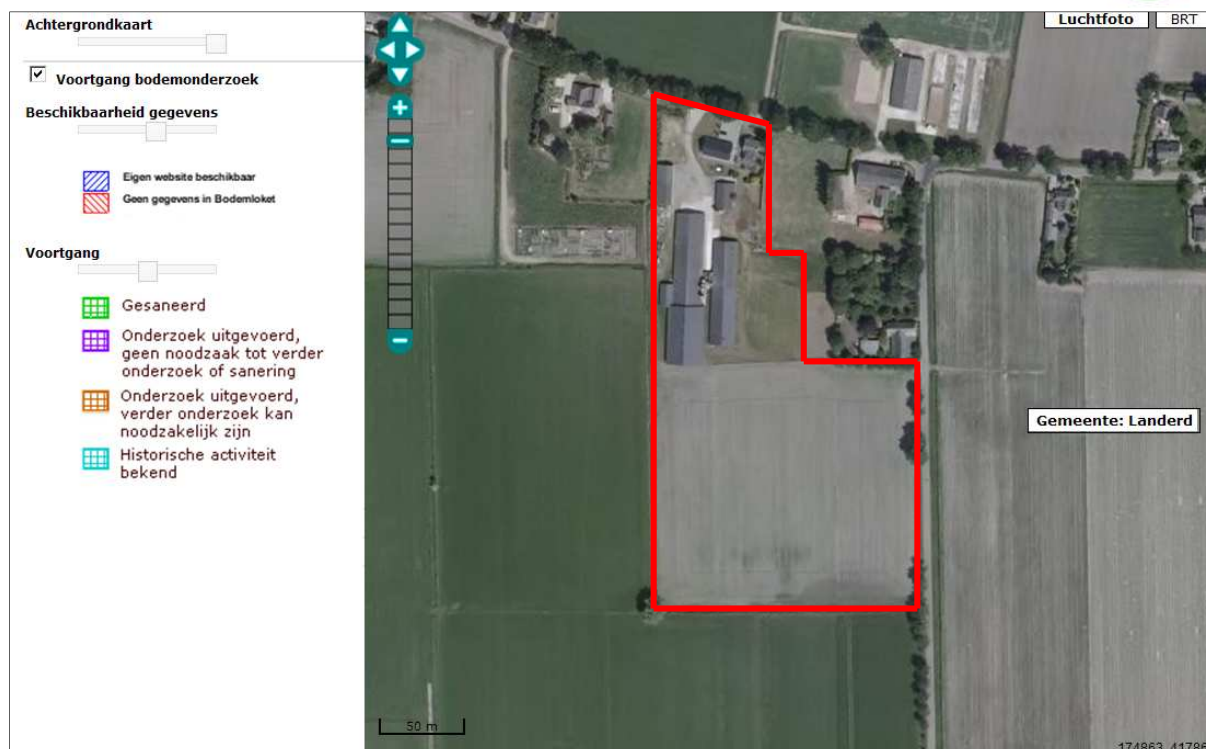 Achtergrondkaart
Voortgang bodemonderzoek
Beschikbaarheid gegevens
Eigen website beschikbaar
Geen gegevens in Bodemloket
Voortgang
Gesaneerd
Onderzoek uitgevoerd,
geen noodzaak tot verder
onderzoek of sanering
Onderzoek uitgevoerd,
verder onderzoek kan
noodzakelijk zijn
Historische activiteit
bekend
Luchtfoto
BRT
Gemeente: Landerd
50 m